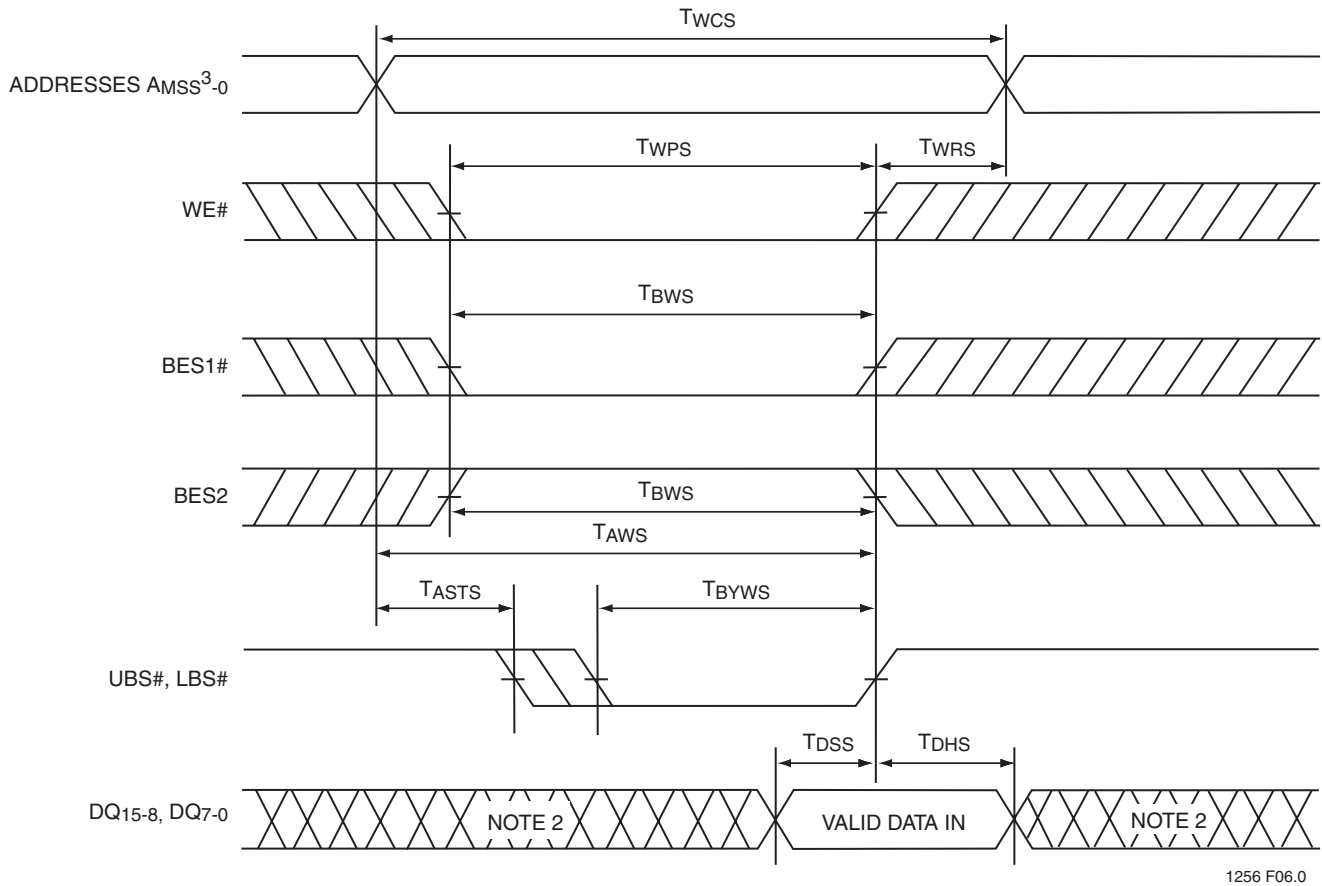 TWCS
ADDRESSES AMSS3-0
TWPS
TWRS
WE#
TBWS
BES1#
BES2
TBWS
TAWS
TASTS
TBYWS
UBS#, LBS#
TDSS
TDHS
DQ15-8, DQ7-0
NOTE 2
VALID DATA IN
NOTE 2
1256 F06.0